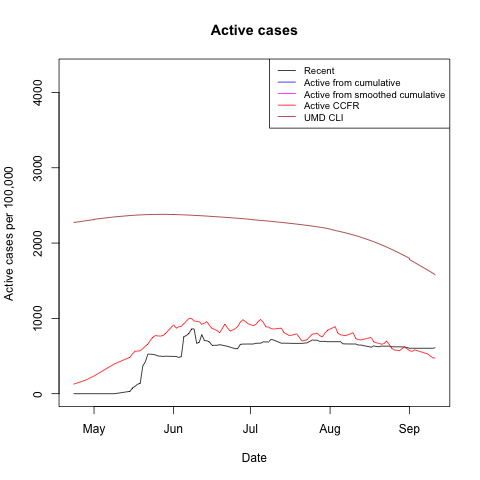 Active cases
Recent
Active from cumulative
Active from smoothed cumulative
Active CCFR
UMD CLI
Active cases per 100,000
4000
3000
2000
1000
0
May Jun Jul Aug Sep
Date